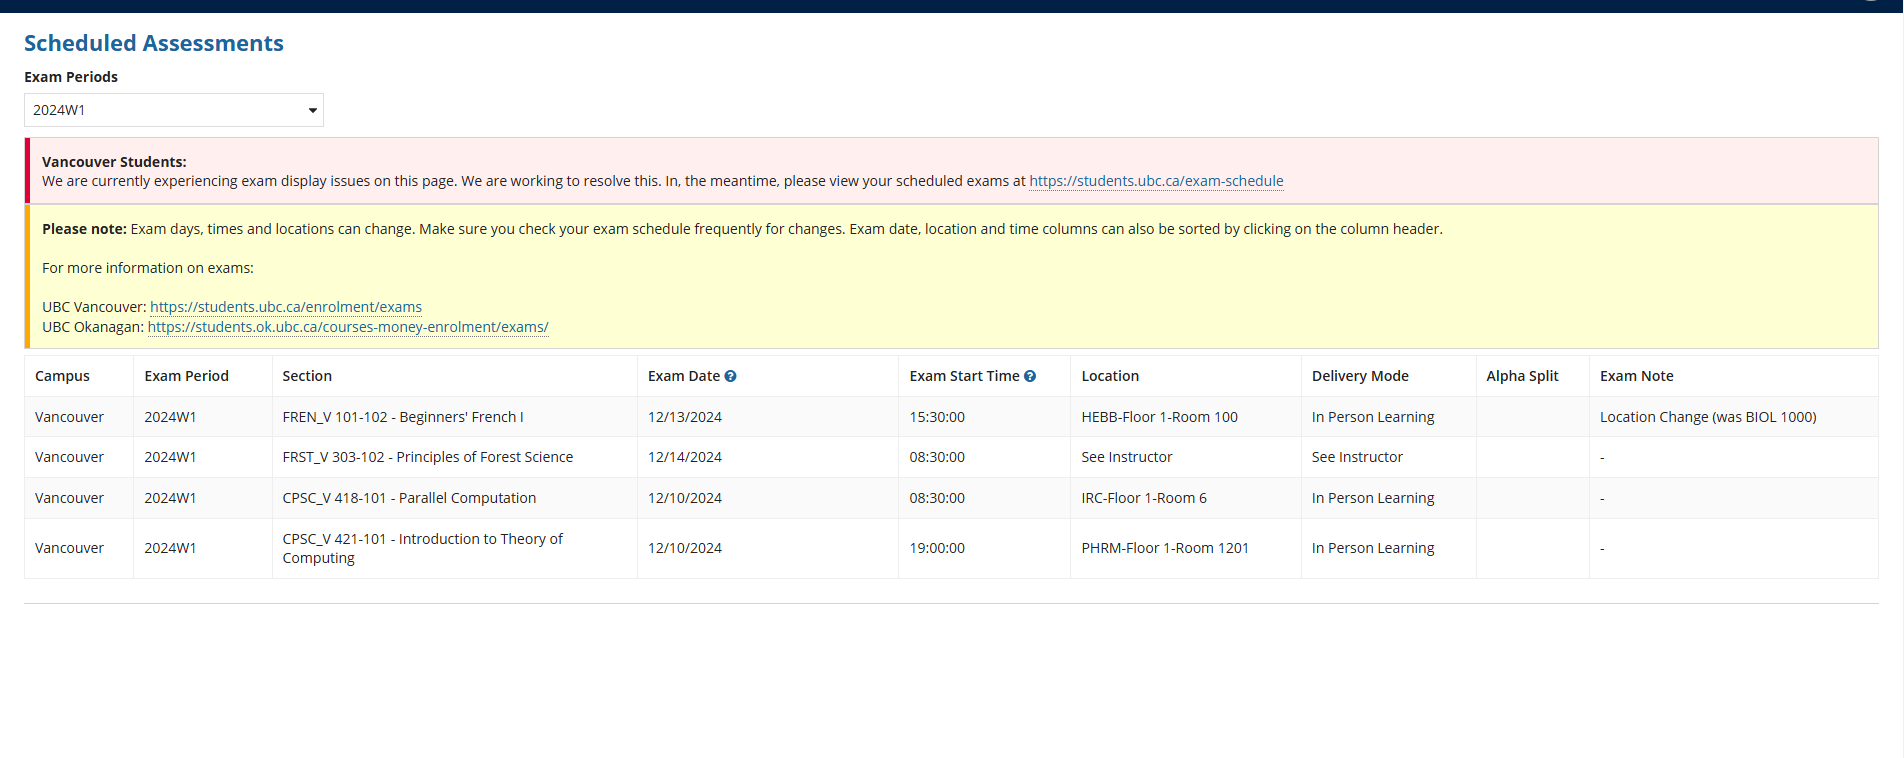 Scheduled Assessments
Exam Periods
2024W1
Vancouver Students:
We are currently experiencing exam display issues on this page. We are working to resolve this. In, the meantime, please view your scheduled exams at https://students.ubc.ca/exam-schedule
Please note: Exam days, times and locations can change. Make sure you check your exam schedule frequently for changes. Exam date, location and time columns can also be sorted by clicking on the column header.
For more information on exams:
UBC Vancouver: https://students.ubc.ca/enrolment/exams
UBC Okanagan: https://students.ok.ubc.ca/courses-money-enrolment/exams/
Campus Exam Period Section Exam Date Exam Start Time Location Delivery Mode Alpha Split Exam Note
Vancouver 2024W1 FREN_V 101-102 - Beginners' French I 12/13/2024 15:30:00 HEBB-Floor 1-Room 100 In Person Learning Location Change (was BIOL 1000)
Vancouver 2024W1 FRST_V 303-102 - Principles of Forest Science 12/14/2024 08:30:00 See Instructor See Instructor -
Vancouver 2024W1 CPSC_V 418-101 - Parallel Computation 12/10/2024 08:30:00 IRC-Floor 1-Room 6 In Person Learning -
Vancouver 2024W1 CPSC_V 421-101 - Introduction to Theory of
Computing 12/10/2024 19:00:00 PHRM-Floor 1-Room 1201 In Person Learning -